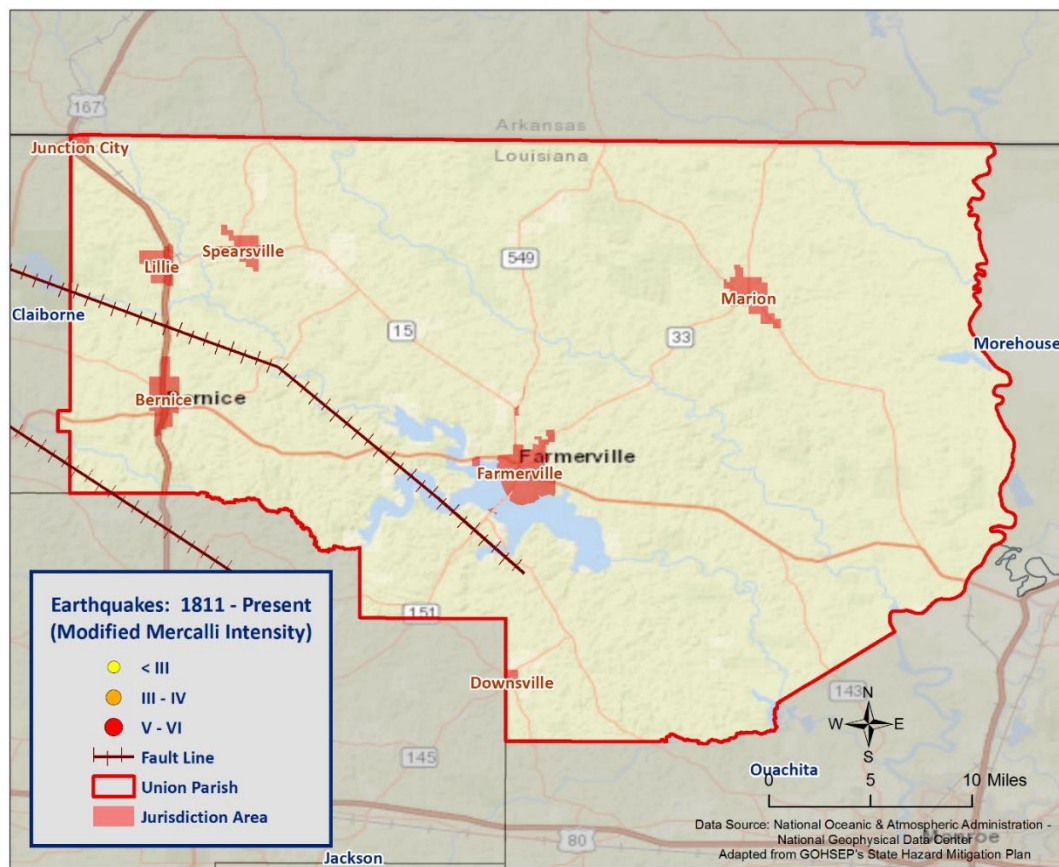 167
Arkansas
Louisiana
Junction City
Spearsville
549
Lillie
Marion
Claiborne
15
33
Morehouse
Bernice
Bernice
Farmerville
Farmerville
151
Downsville
143
N
W E
S
145
Ouachita
0 5 10 Miles
80
Monroe
Jackson
Earthquakes: 1811 - Present
(Modified Mercalli Intensity)
< III
III - IV
V - VI
Fault Line
Union Parish
Jurisdiction Area
Data Source: National Oceanic & Atmospheric Administration -
National Geophysical Data Center
Adapted from GOHSEP's State Hazard Mitigation Plan